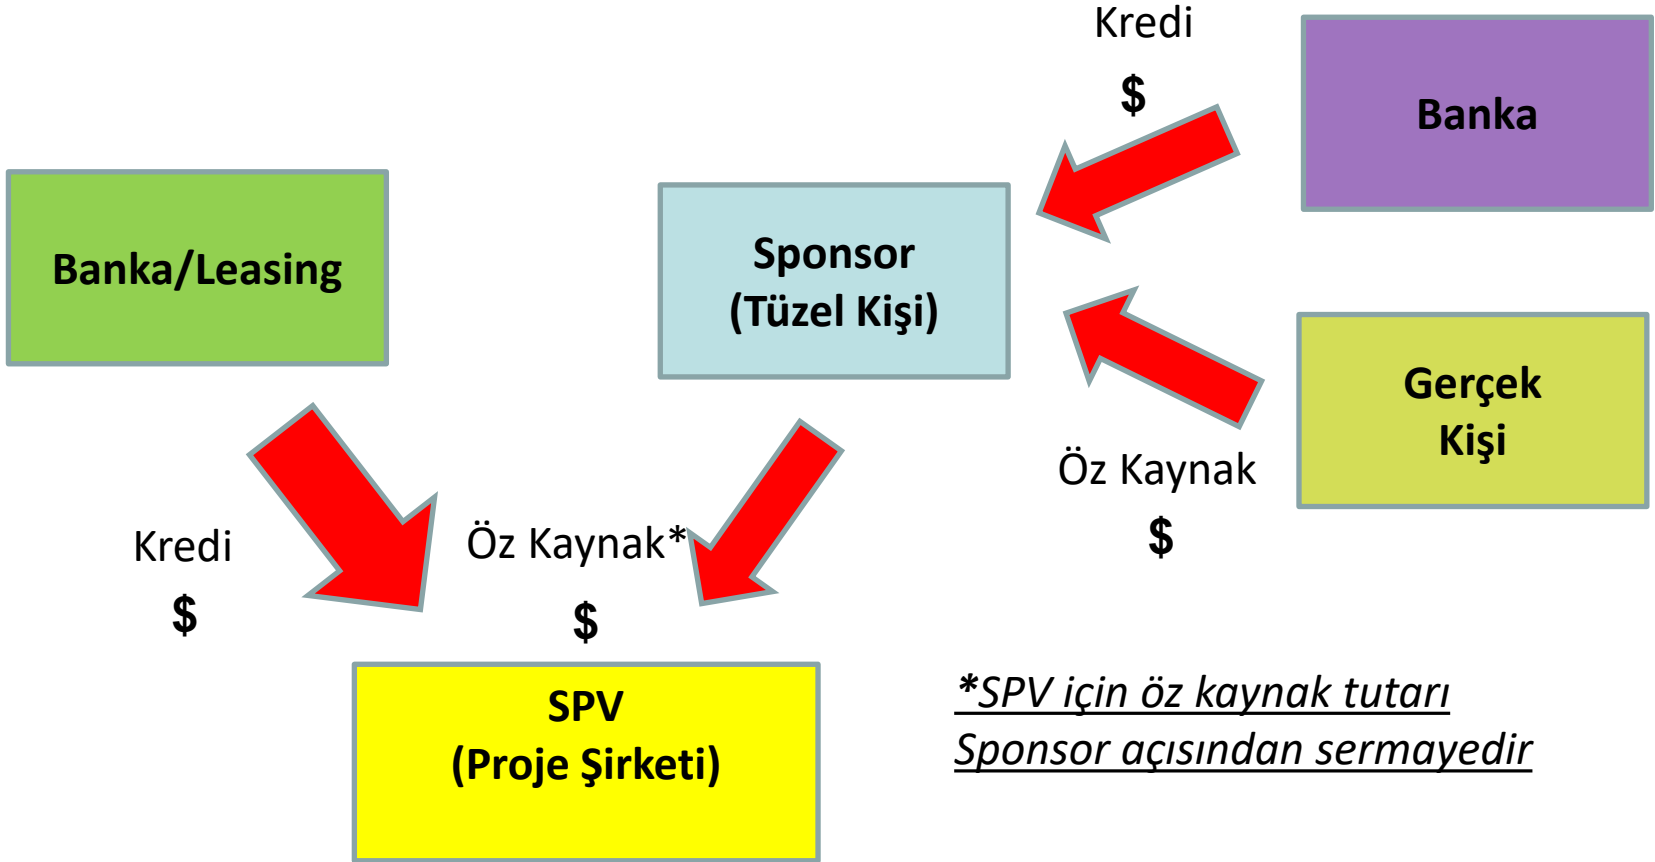 Kredi
$
Banka
Banka/Leasing
Sponsor
(Tüzel Kişi)
Gerçek
Kişi
Öz Kaynak
$
Kredi
$
Öz Kaynak*
$
SPV
(Proje Şirketi)
*SPV için öz kaynak tutarı
Sponsor açısından sermayedir